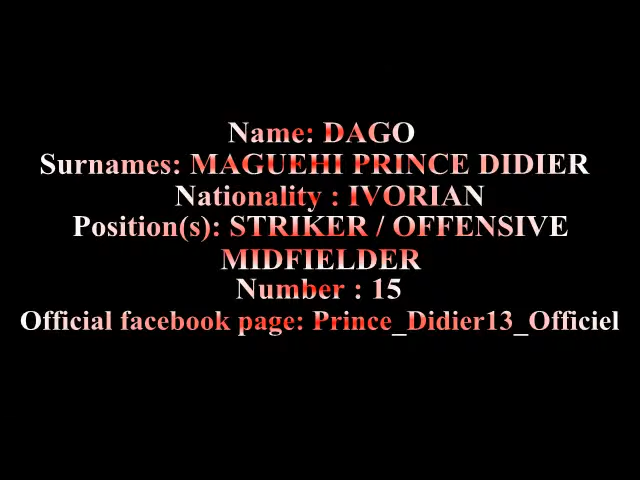 Name: DAGO
Surnames: MAGUEHI PRINCE DIDIER
Nationality : IVORIAN
Position(s): STRIKER / OFFENSIVE
MIDFIELDER
Number : 15
Official facebook page: Prince_Didier13_Officiel